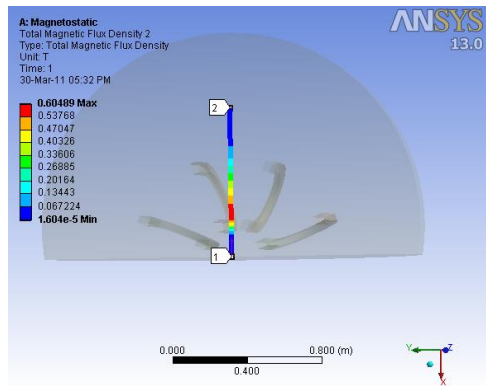 A: Magnetostatic
Total Magnetic Flux Density 2
Type: Total Magnetic Flux Density
Unit: T
Time: 1
30-Mar-11 05:32 PM
ANSYS
13.0
0.60489 Max
0.53768
0.47047
0.40326
0.33606
0.26885
0.20164
0.13443
0.067224
1.604e-5 Min
2
1
0.000
0.800 (m)
0.400
Y
Z
X